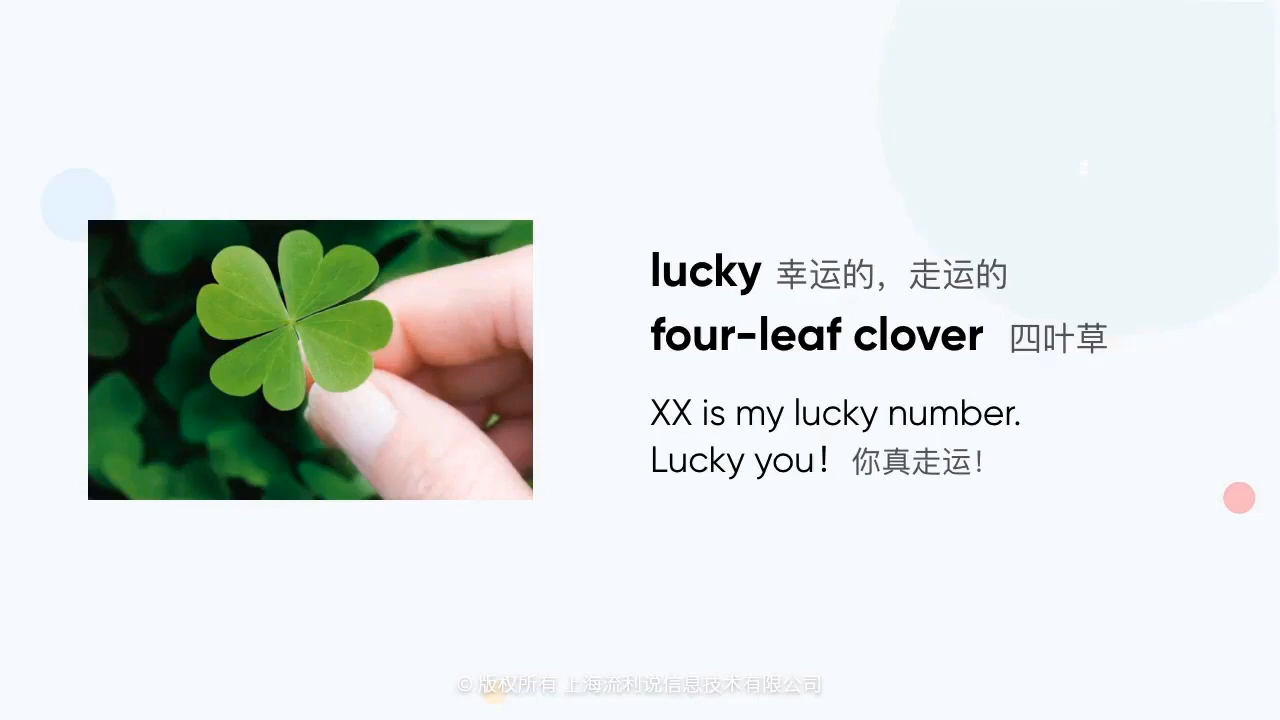 lucky 幸运的，走运的
four-leaf clover 四叶草
XX is my lucky number.
Lucky you！ 你真走运！
© 版权所有 上海流利说信息技术有限公司